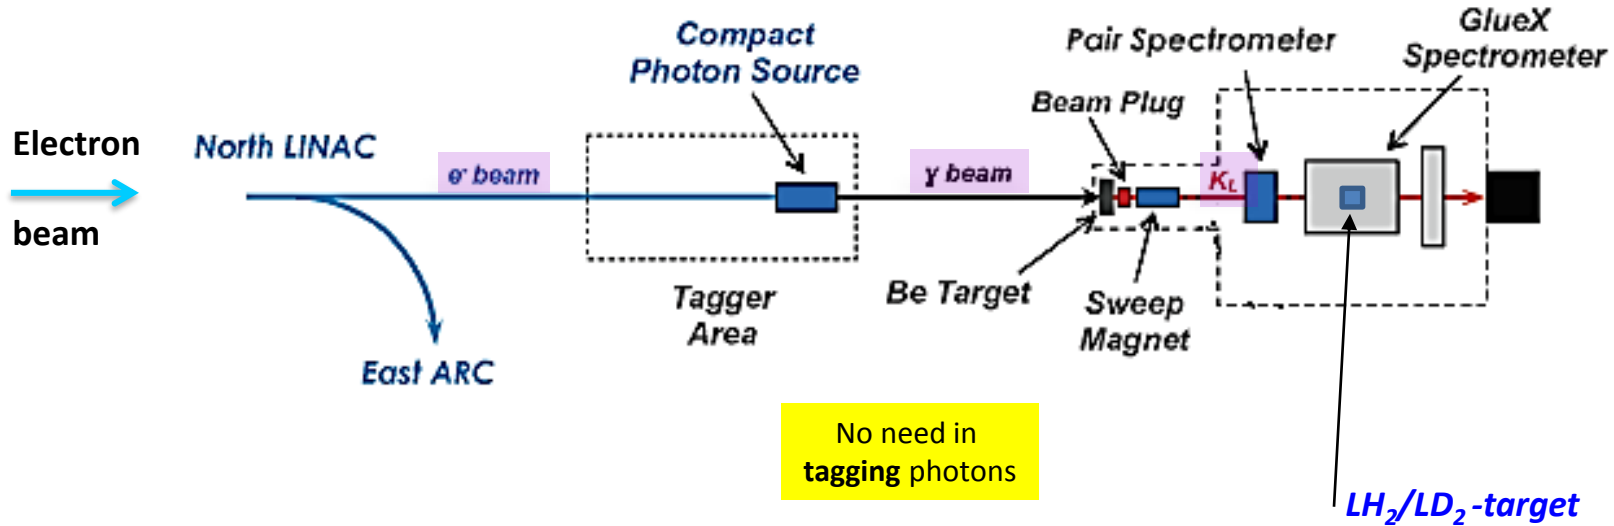 Electron
beam
North LINAC
e⁻ beam
East ARC
Compact
Photon Source
Tagger
Area
γ beam
Be Target
Beam Plug
Sweep
Magnet
K_L
Pair Spectrometer
GlueX
Spectrometer
No need in
tagging photons
LH₂/LD₂ -target